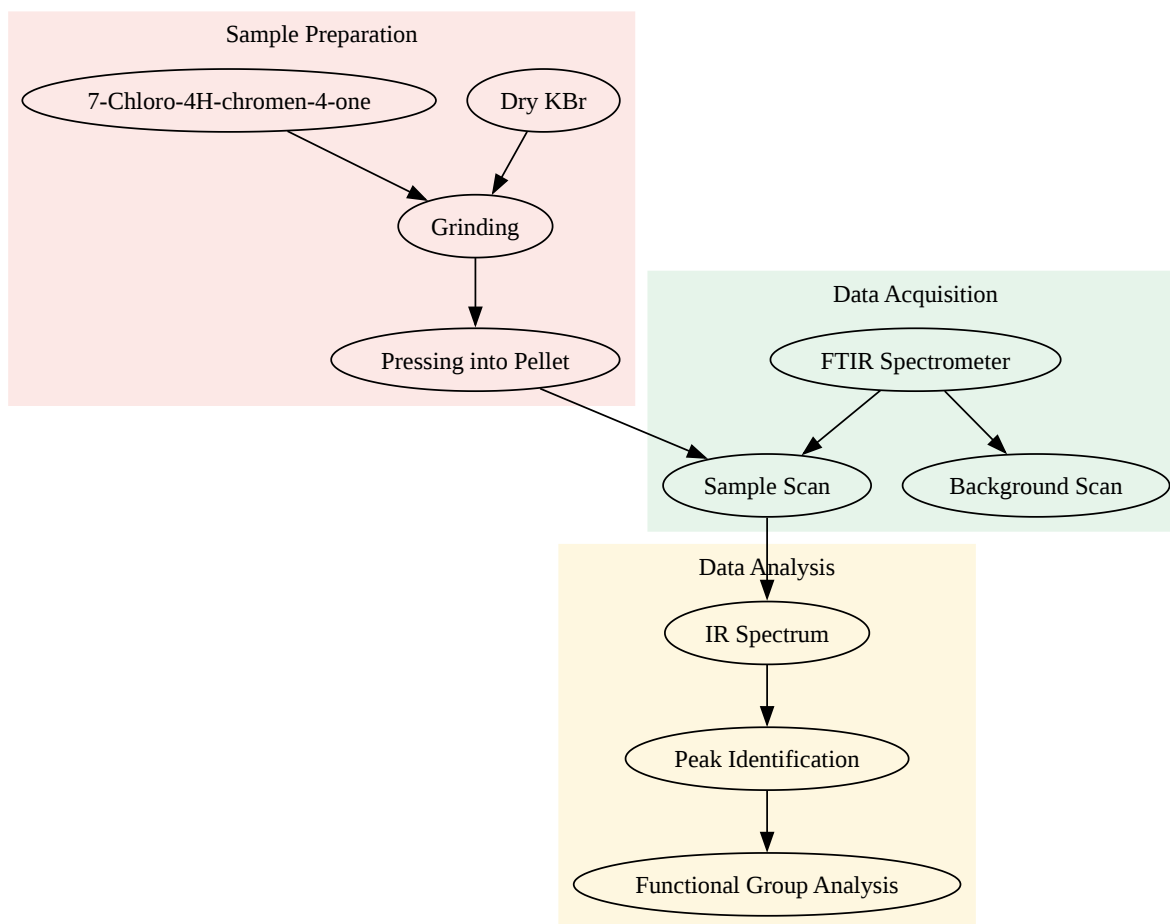 Sample Preparation
7-Chloro-4H-chromen-4-one
Dry KBr
Grinding
Pressing into Pellet
Data Acquisition
FTIR Spectrometer
Sample Scan
Background Scan
Data Analysis
IR Spectrum
Peak Identification
Functional Group Analysis